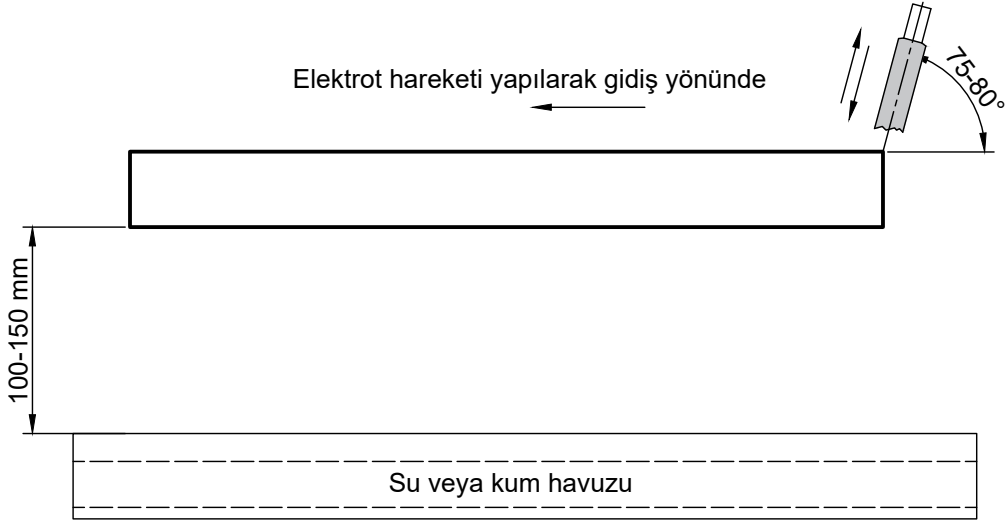 Elektrot hareketi yapılarak gidiş yönünde
75-80°
100-150 mm
Su veya kum havuzu